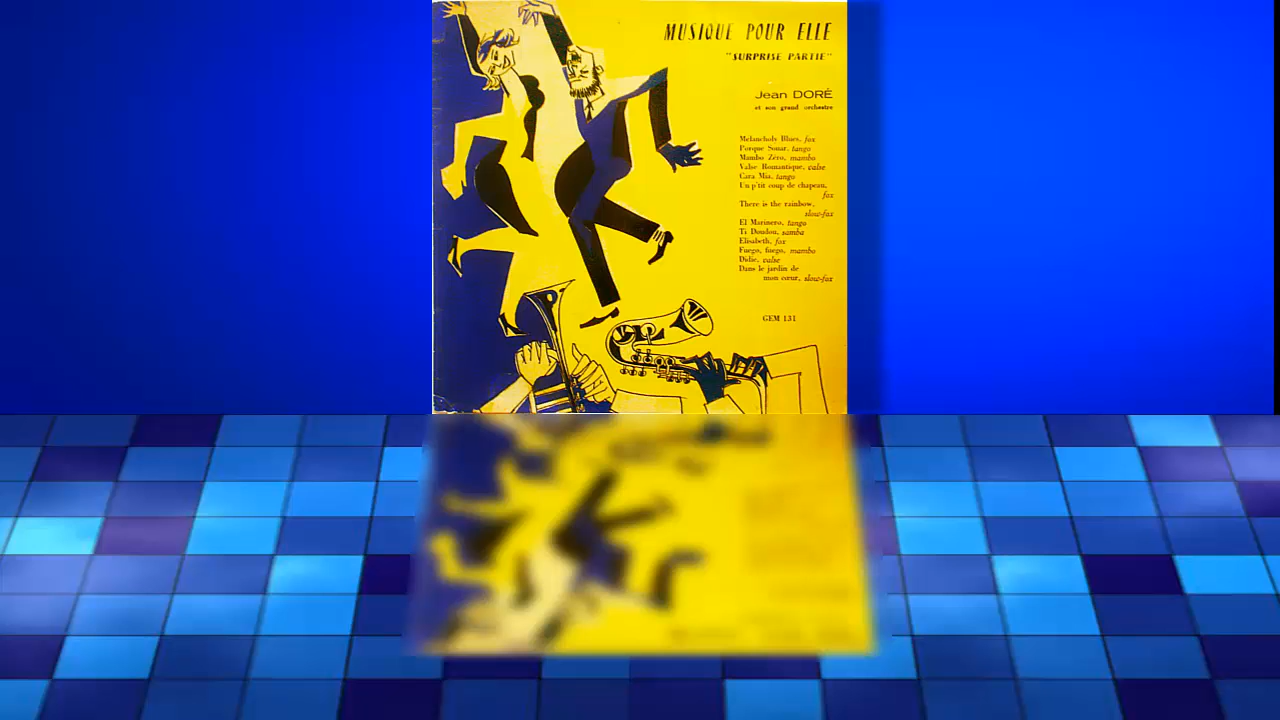 MUSIQUE POUR ELLE
"SURPRISE PARTIE"
Jean DORÉ
et son grand orchestre
Melancholy Blues, fox
Porque Sonar, tango
Mambo Zéro, mambo
Valse Romantique, valse
Cara Mia, tango
Un p'tit coup de chapeau,
fox
There is the rainbow,
slow-fox
El Marinero, tango
Ti Doudou, samba
Elisabeth, fox
Fuego, fuego, mambo
Didie, valse
Dans le jardin de
mon cœur, slow-fox
GEM 131